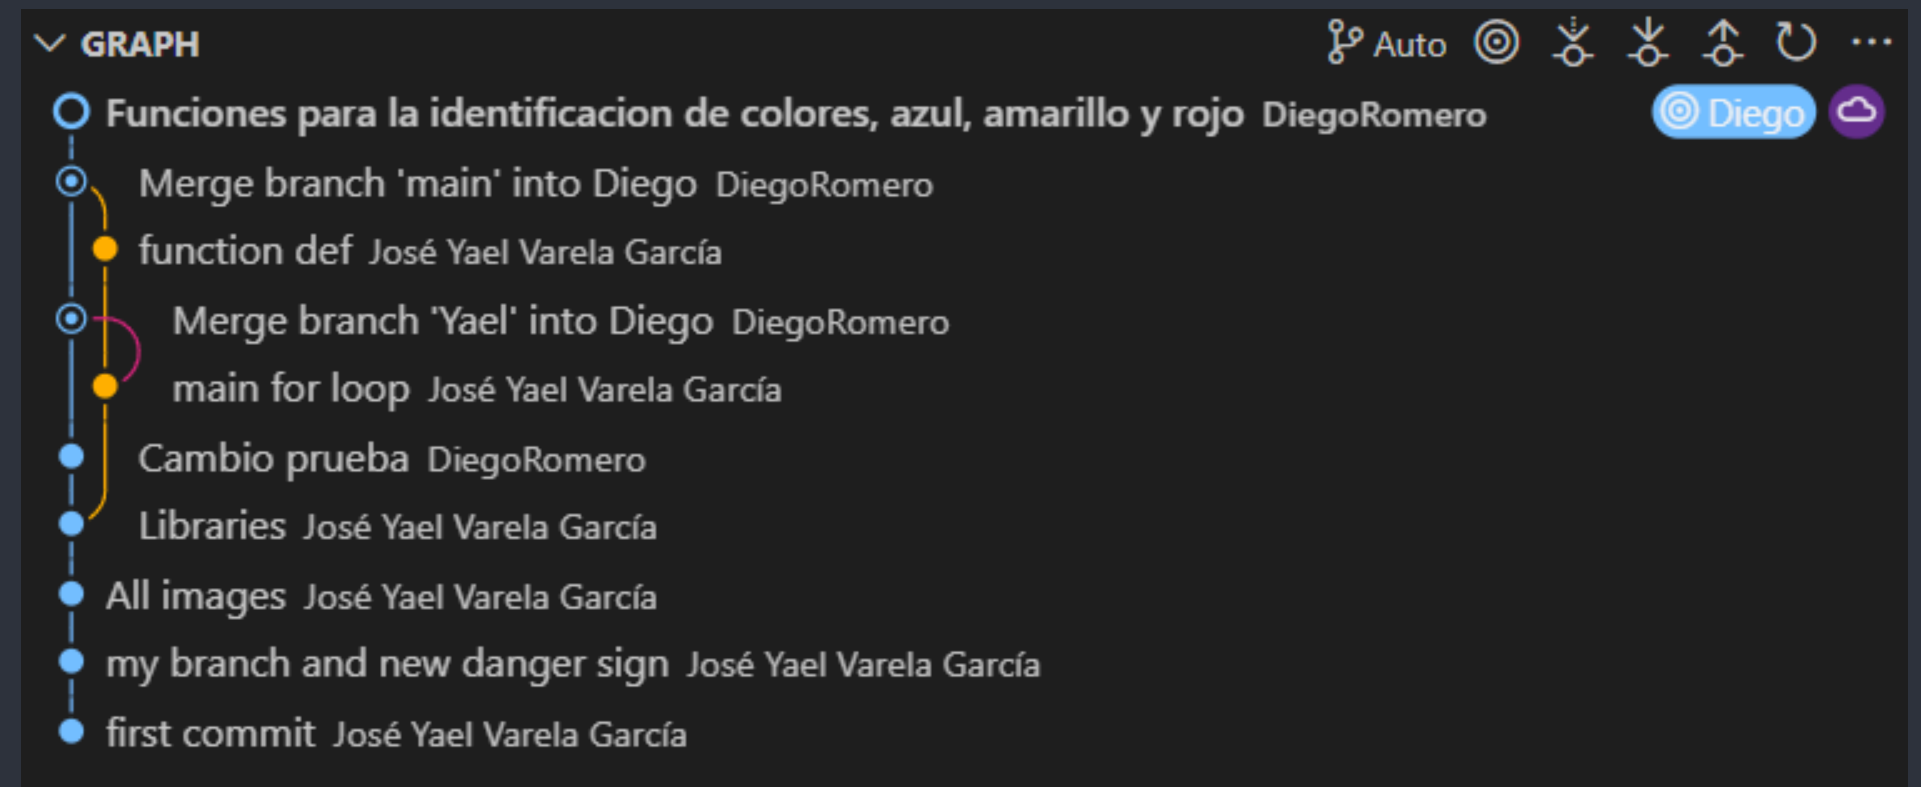 GRAPH Auto
Funciones para la identificacion de colores, azul, amarillo y rojo DiegoRomero Diego
Merge branch 'main' into Diego DiegoRomero
function def José Yael Varela García
Merge branch 'Yael' into Diego DiegoRomero
main for loop José Yael Varela García
Cambio prueba DiegoRomero
Libraries José Yael Varela García
All images José Yael Varela García
my branch and new danger sign José Yael Varela García
first commit José Yael Varela García